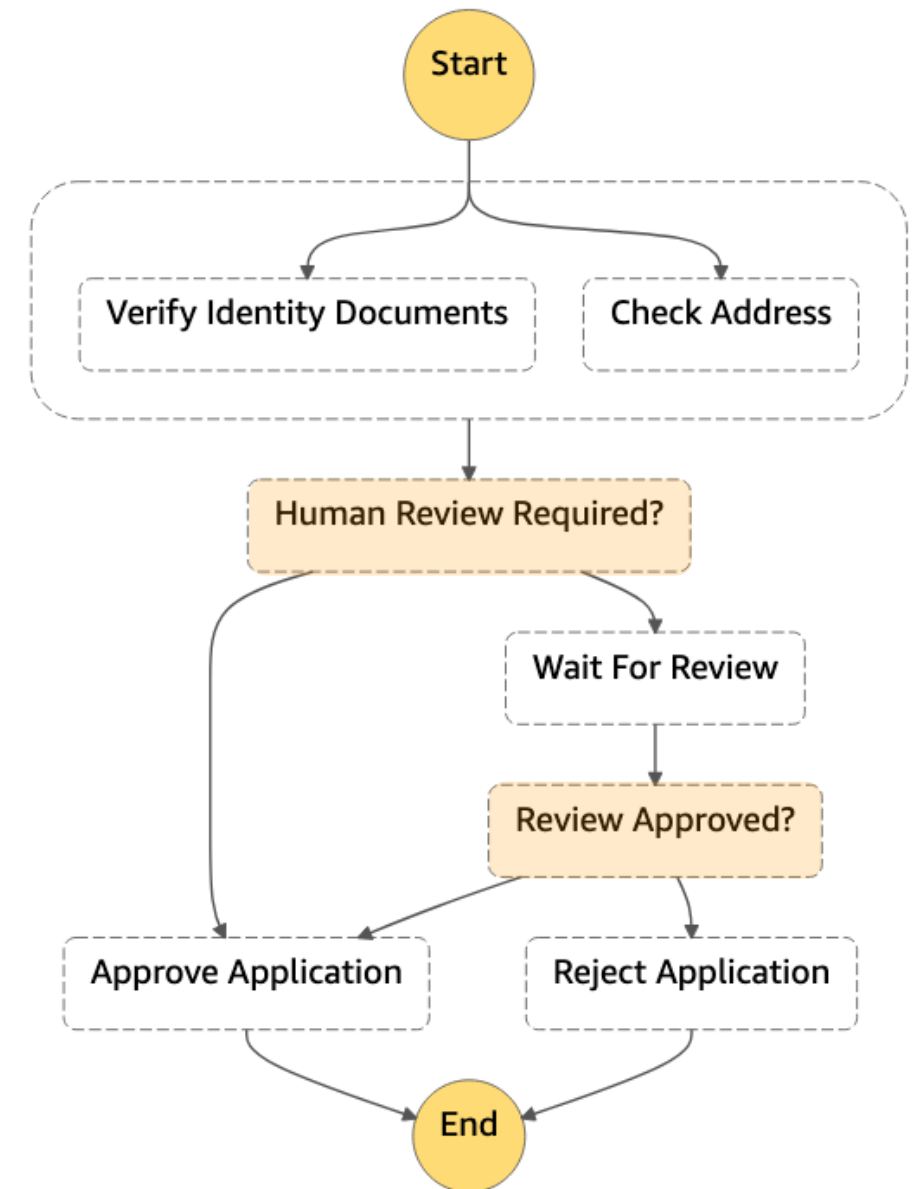 Start
Verify Identity Documents
Check Address
Human Review Required?
Wait For Review
Review Approved?
Approve Application
Reject Application
End